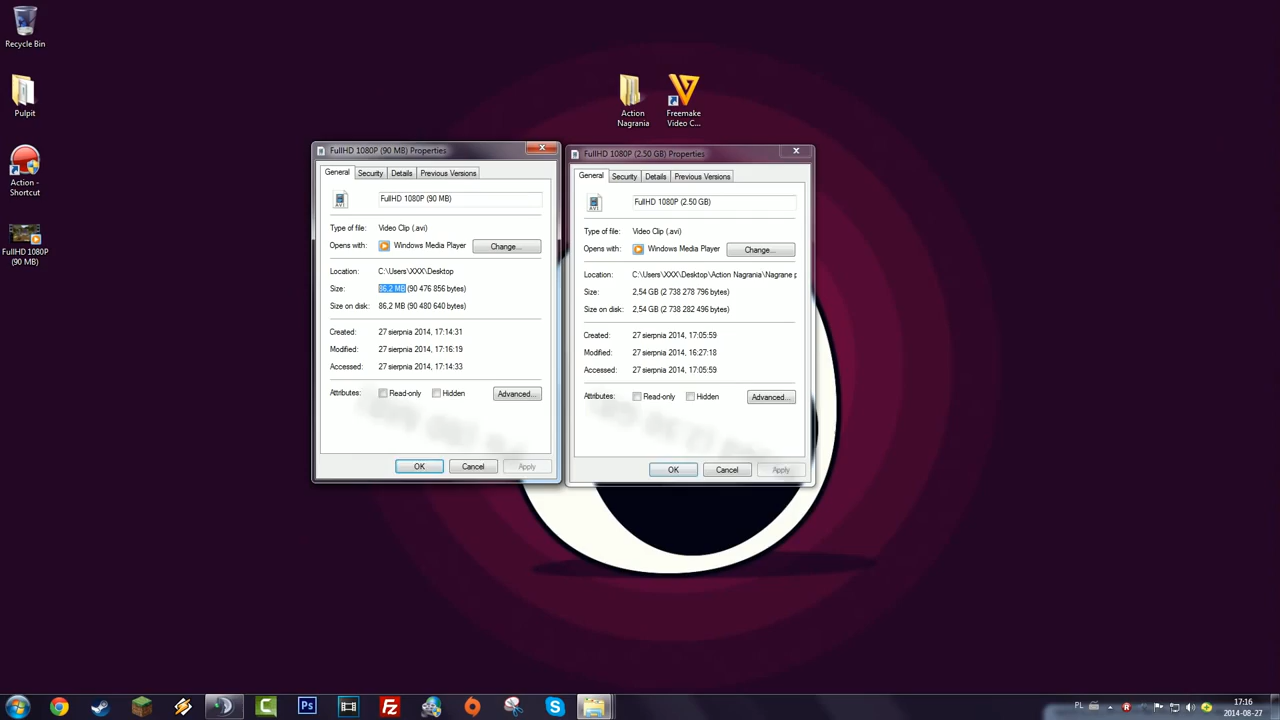 Recycle Bin
Pulpit
Action -
Shortcut
FullHD 1080P
(90 MB)
Action
Nagrania
Freemake
Video C...
FullHD 1080P (90 MB) Properties
General Security Details Previous Versions
FullHD 1080P (90 MB)
Type of file: Video Clip (.avi)
Opens with: Windows Media Player Change...
Location: C:\Users\XXX\Desktop
Size: 86,2 MB (90 476 856 bytes)
Size on disk: 86,2 MB (90 480 640 bytes)
Created: 27 sierpnia 2014, 17:14:31
Modified: 27 sierpnia 2014, 17:16:19
Accessed: 27 sierpnia 2014, 17:14:33
Attributes: Read-only Hidden Advanced...
OK Cancel Apply
FullHD 1080P (2.50 GB) Properties
General Security Details Previous Versions
FullHD 1080P (2.50 GB)
Type of file: Video Clip (.avi)
Opens with: Windows Media Player Change...
Location: C:\Users\XXX\Desktop\Action Nagrania\Nagrane p
Size: 2,54 GB (2 738 278 796 bytes)
Size on disk: 2,54 GB (2 738 282 496 bytes)
Created: 27 sierpnia 2014, 17:05:59
Modified: 27 sierpnia 2014, 16:27:18
Accessed: 27 sierpnia 2014, 17:05:59
Attributes: Read-only Hidden Advanced...
OK Cancel Apply
PL
17:16
2014-08-27